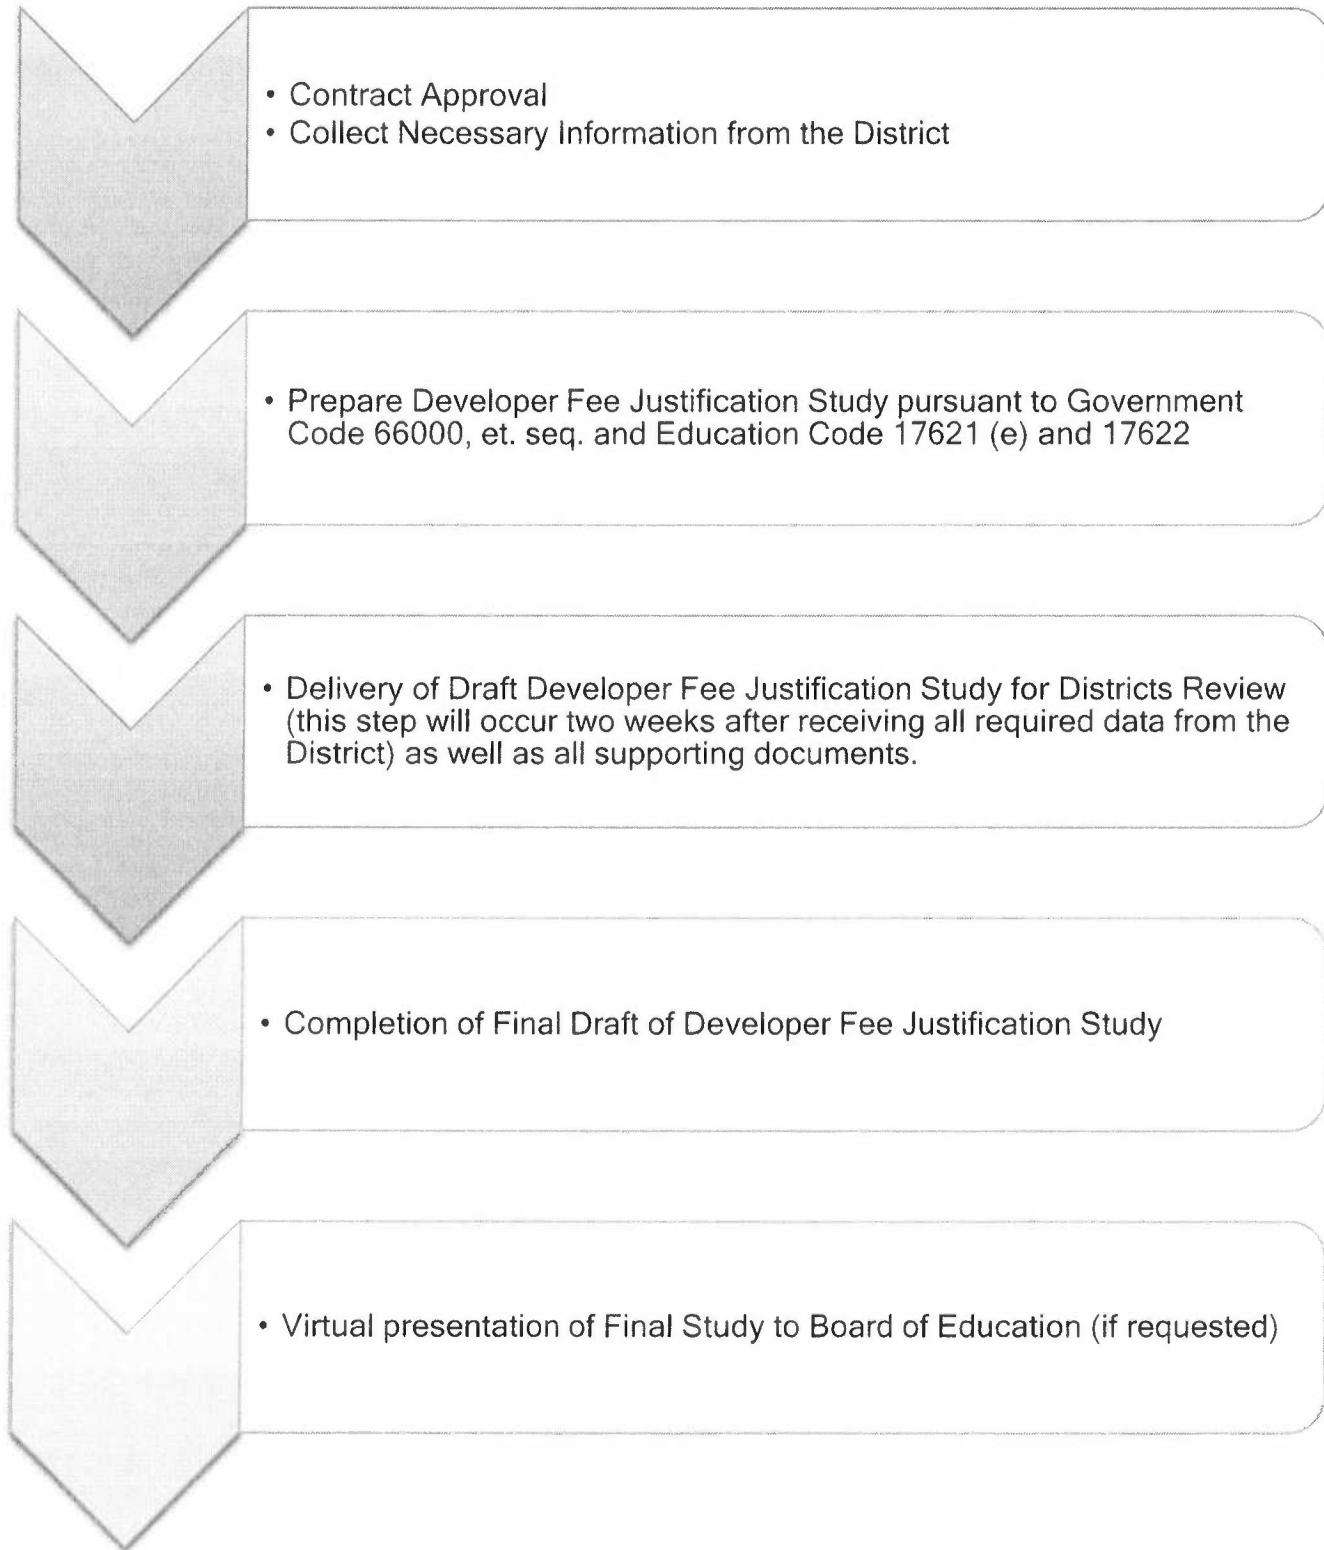 • Contract Approval
• Collect Necessary Information from the District
• Prepare Developer Fee Justification Study pursuant to Government
Code 66000, et. seq. and Education Code 17621 (e) and 17622
• Delivery of Draft Developer Fee Justification Study for Districts Review
(this step will occur two weeks after receiving all required data from the
District) as well as all supporting documents.
• Completion of Final Draft of Developer Fee Justification Study
• Virtual presentation of Final Study to Board of Education (if requested)